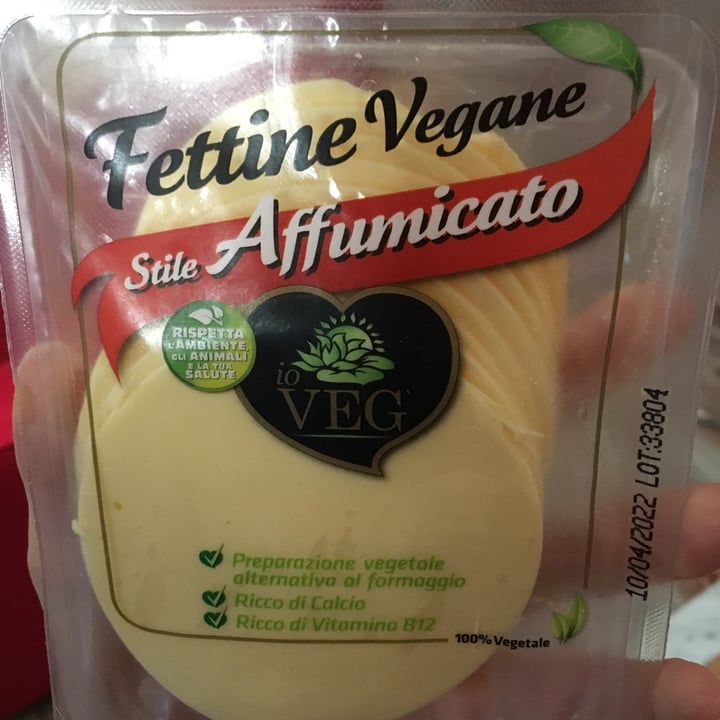 Fettine Vegane
Stile Affumicato
RISPETTA
L'AMBIENTE,
GLI ANIMALI
E LA TUA
SALUTE
io
VEG
Preparazione vegetale
alternativa al formaggio
Ricco di Calcio
Ricco di Vitamina B12
100% Vegetale
10/04/2022 LOT:33804